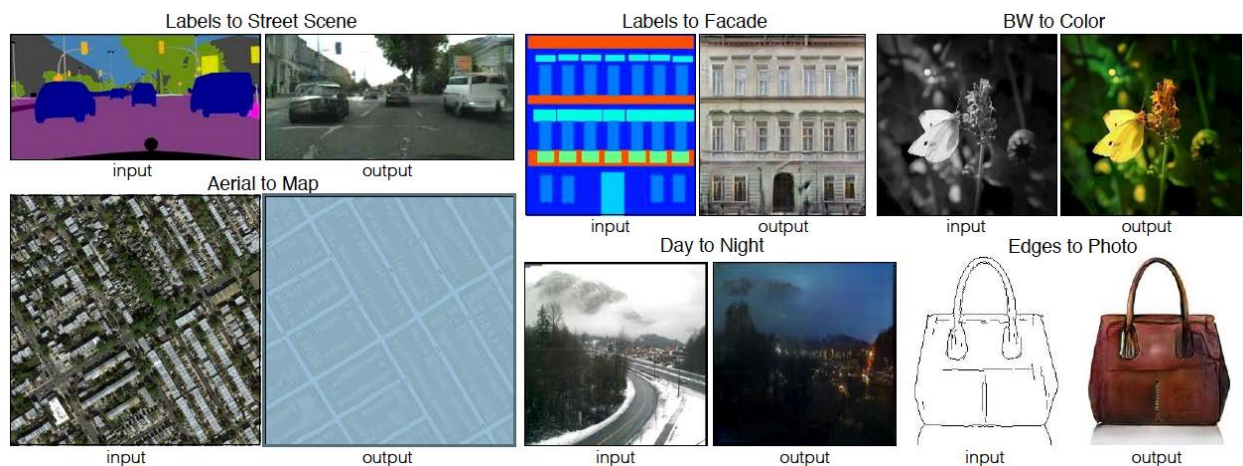 Labels to Street Scene
input
output
Labels to Facade
input
output
BW to Color
input
output
Aerial to Map
input
output
Day to Night
input
output
Edges to Photo
input
output